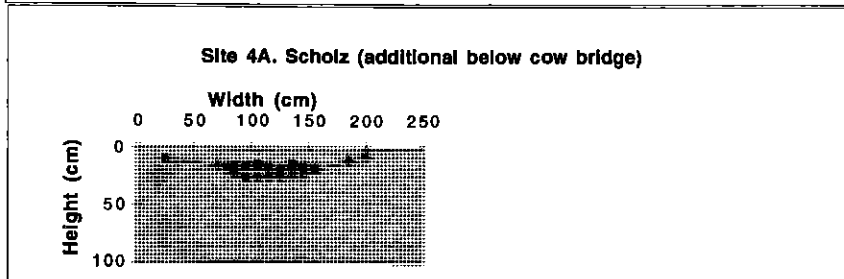 Site 4A. Scholz (additional below cow bridge)
Width (cm)
0 50 100 150 200 250
Height (cm)
0
50
100